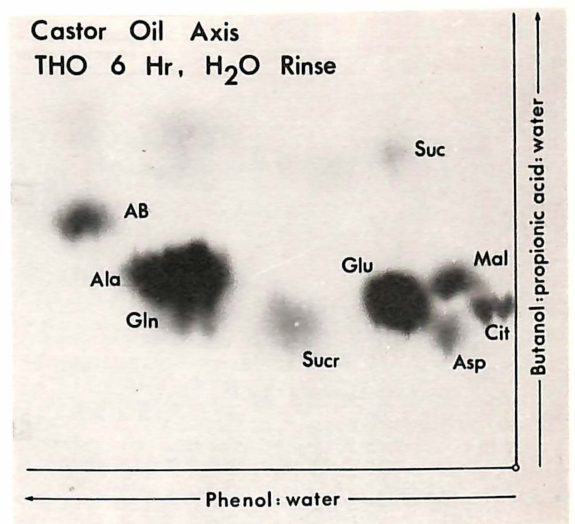 Castor Oil Axis
THO 6 Hr, H₂O Rinse
Suc
AB
Ala
Gln
Sucr
Glu
Mal
Cit
Asp
Butanol:propionic acid:water
Phenol:water